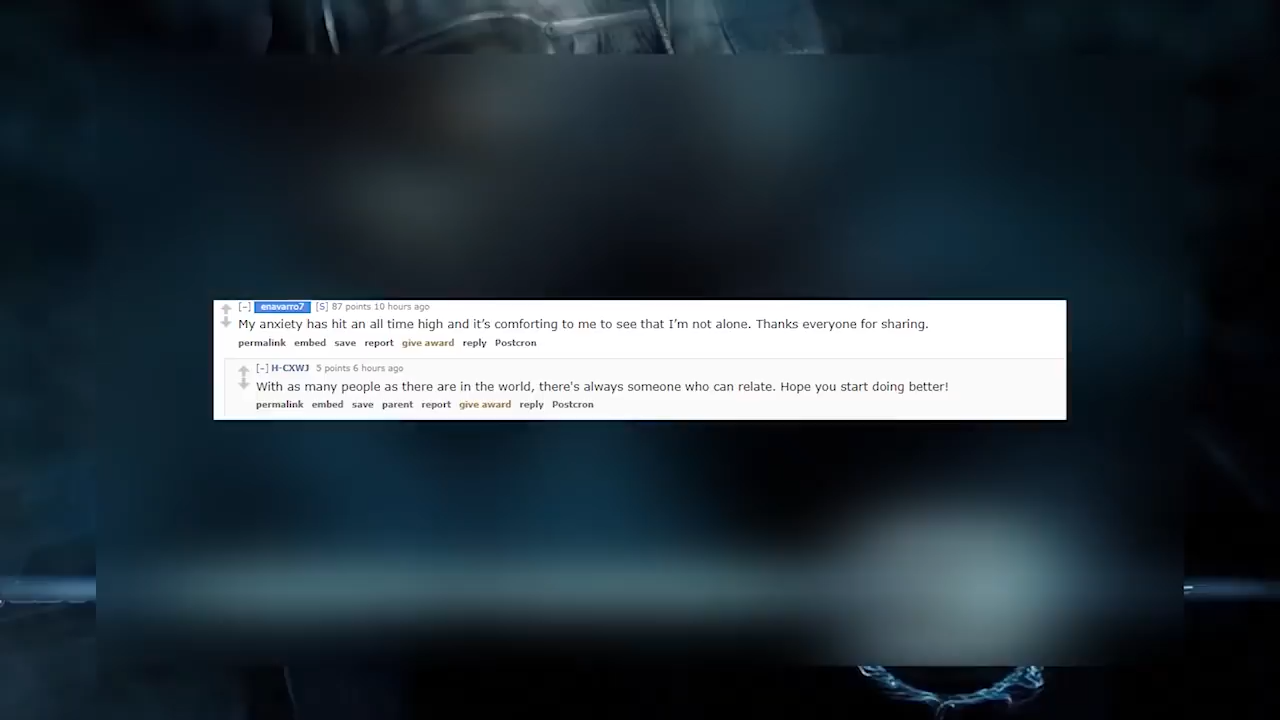 [–] enavarro7 [S] 87 points 10 hours ago
My anxiety has hit an all time high and it’s comforting to me to see that I’m not alone. Thanks everyone for sharing.
permalink embed save report give award reply Postcron
[–] H-CXWJ 5 points 6 hours ago
With as many people as there are in the world, there's always someone who can relate. Hope you start doing better!
permalink embed save parent report give award reply Postcron